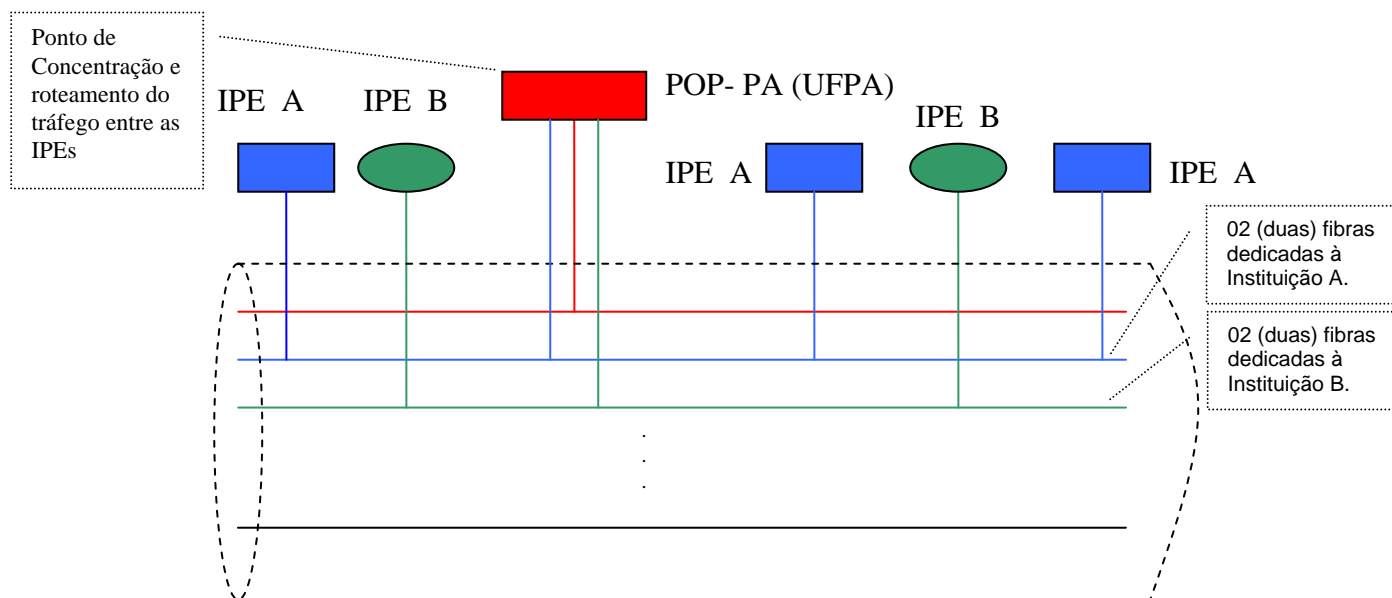 Ponto de
Concentração e
roteamento do
tráfego entre as
IPEs
IPE A
IPE B
POP- PA (UFPA)
IPE A
IPE B
IPE A
02 (duas) fibras
dedicadas à
Instituição A.
02 (duas) fibras
dedicadas à
Instituição B.